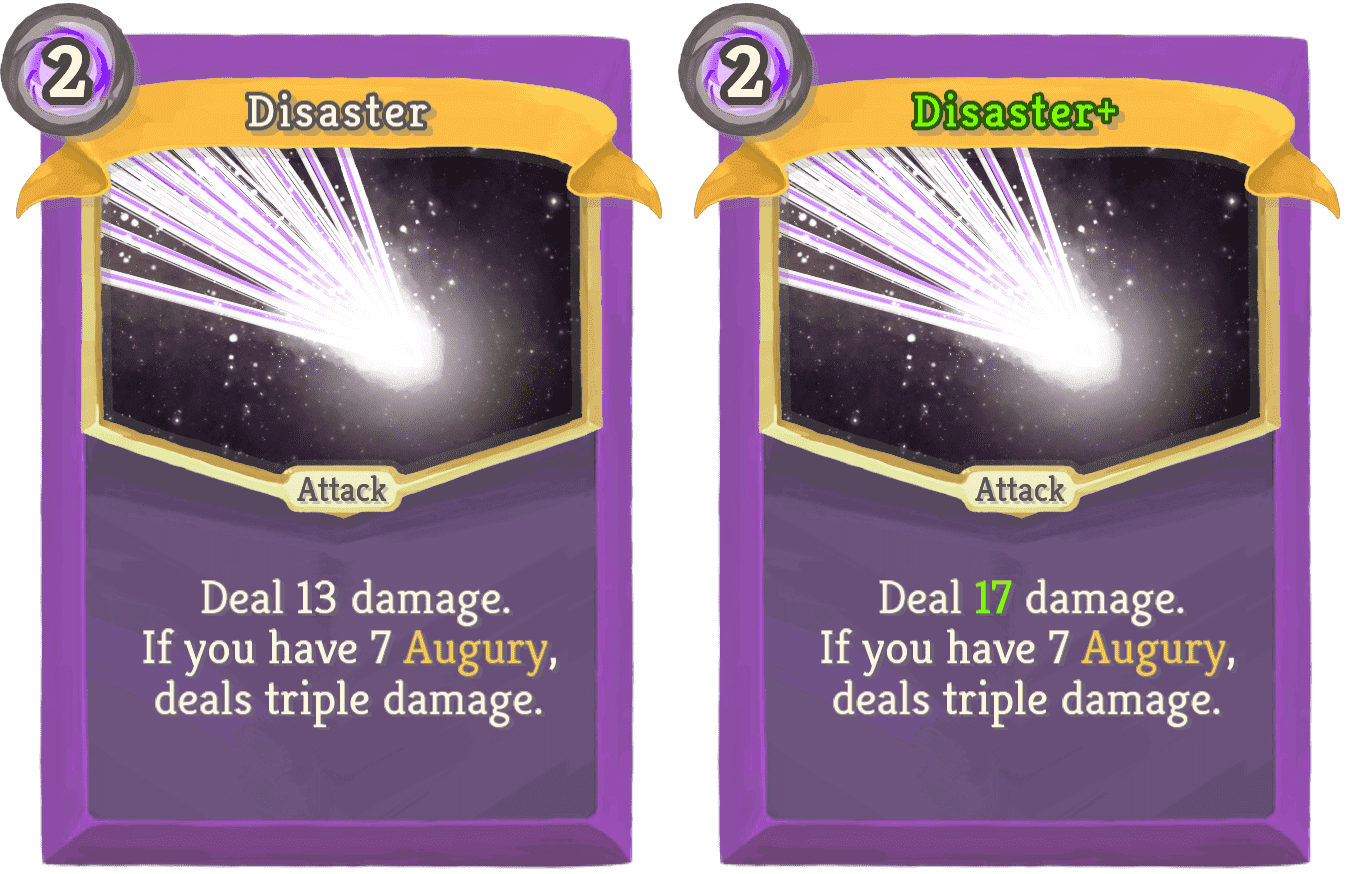 2
Disaster
Attack
Deal 13 damage.
If you have 7 Augury,
deals triple damage.
2
Disaster+
Attack
Deal 17 damage.
If you have 7 Augury,
deals triple damage.